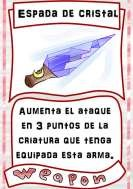 Espada de cristal
Aumenta el ataque
en 3 puntos de la
criatura que tenga
equipada esta arma.
Weapon